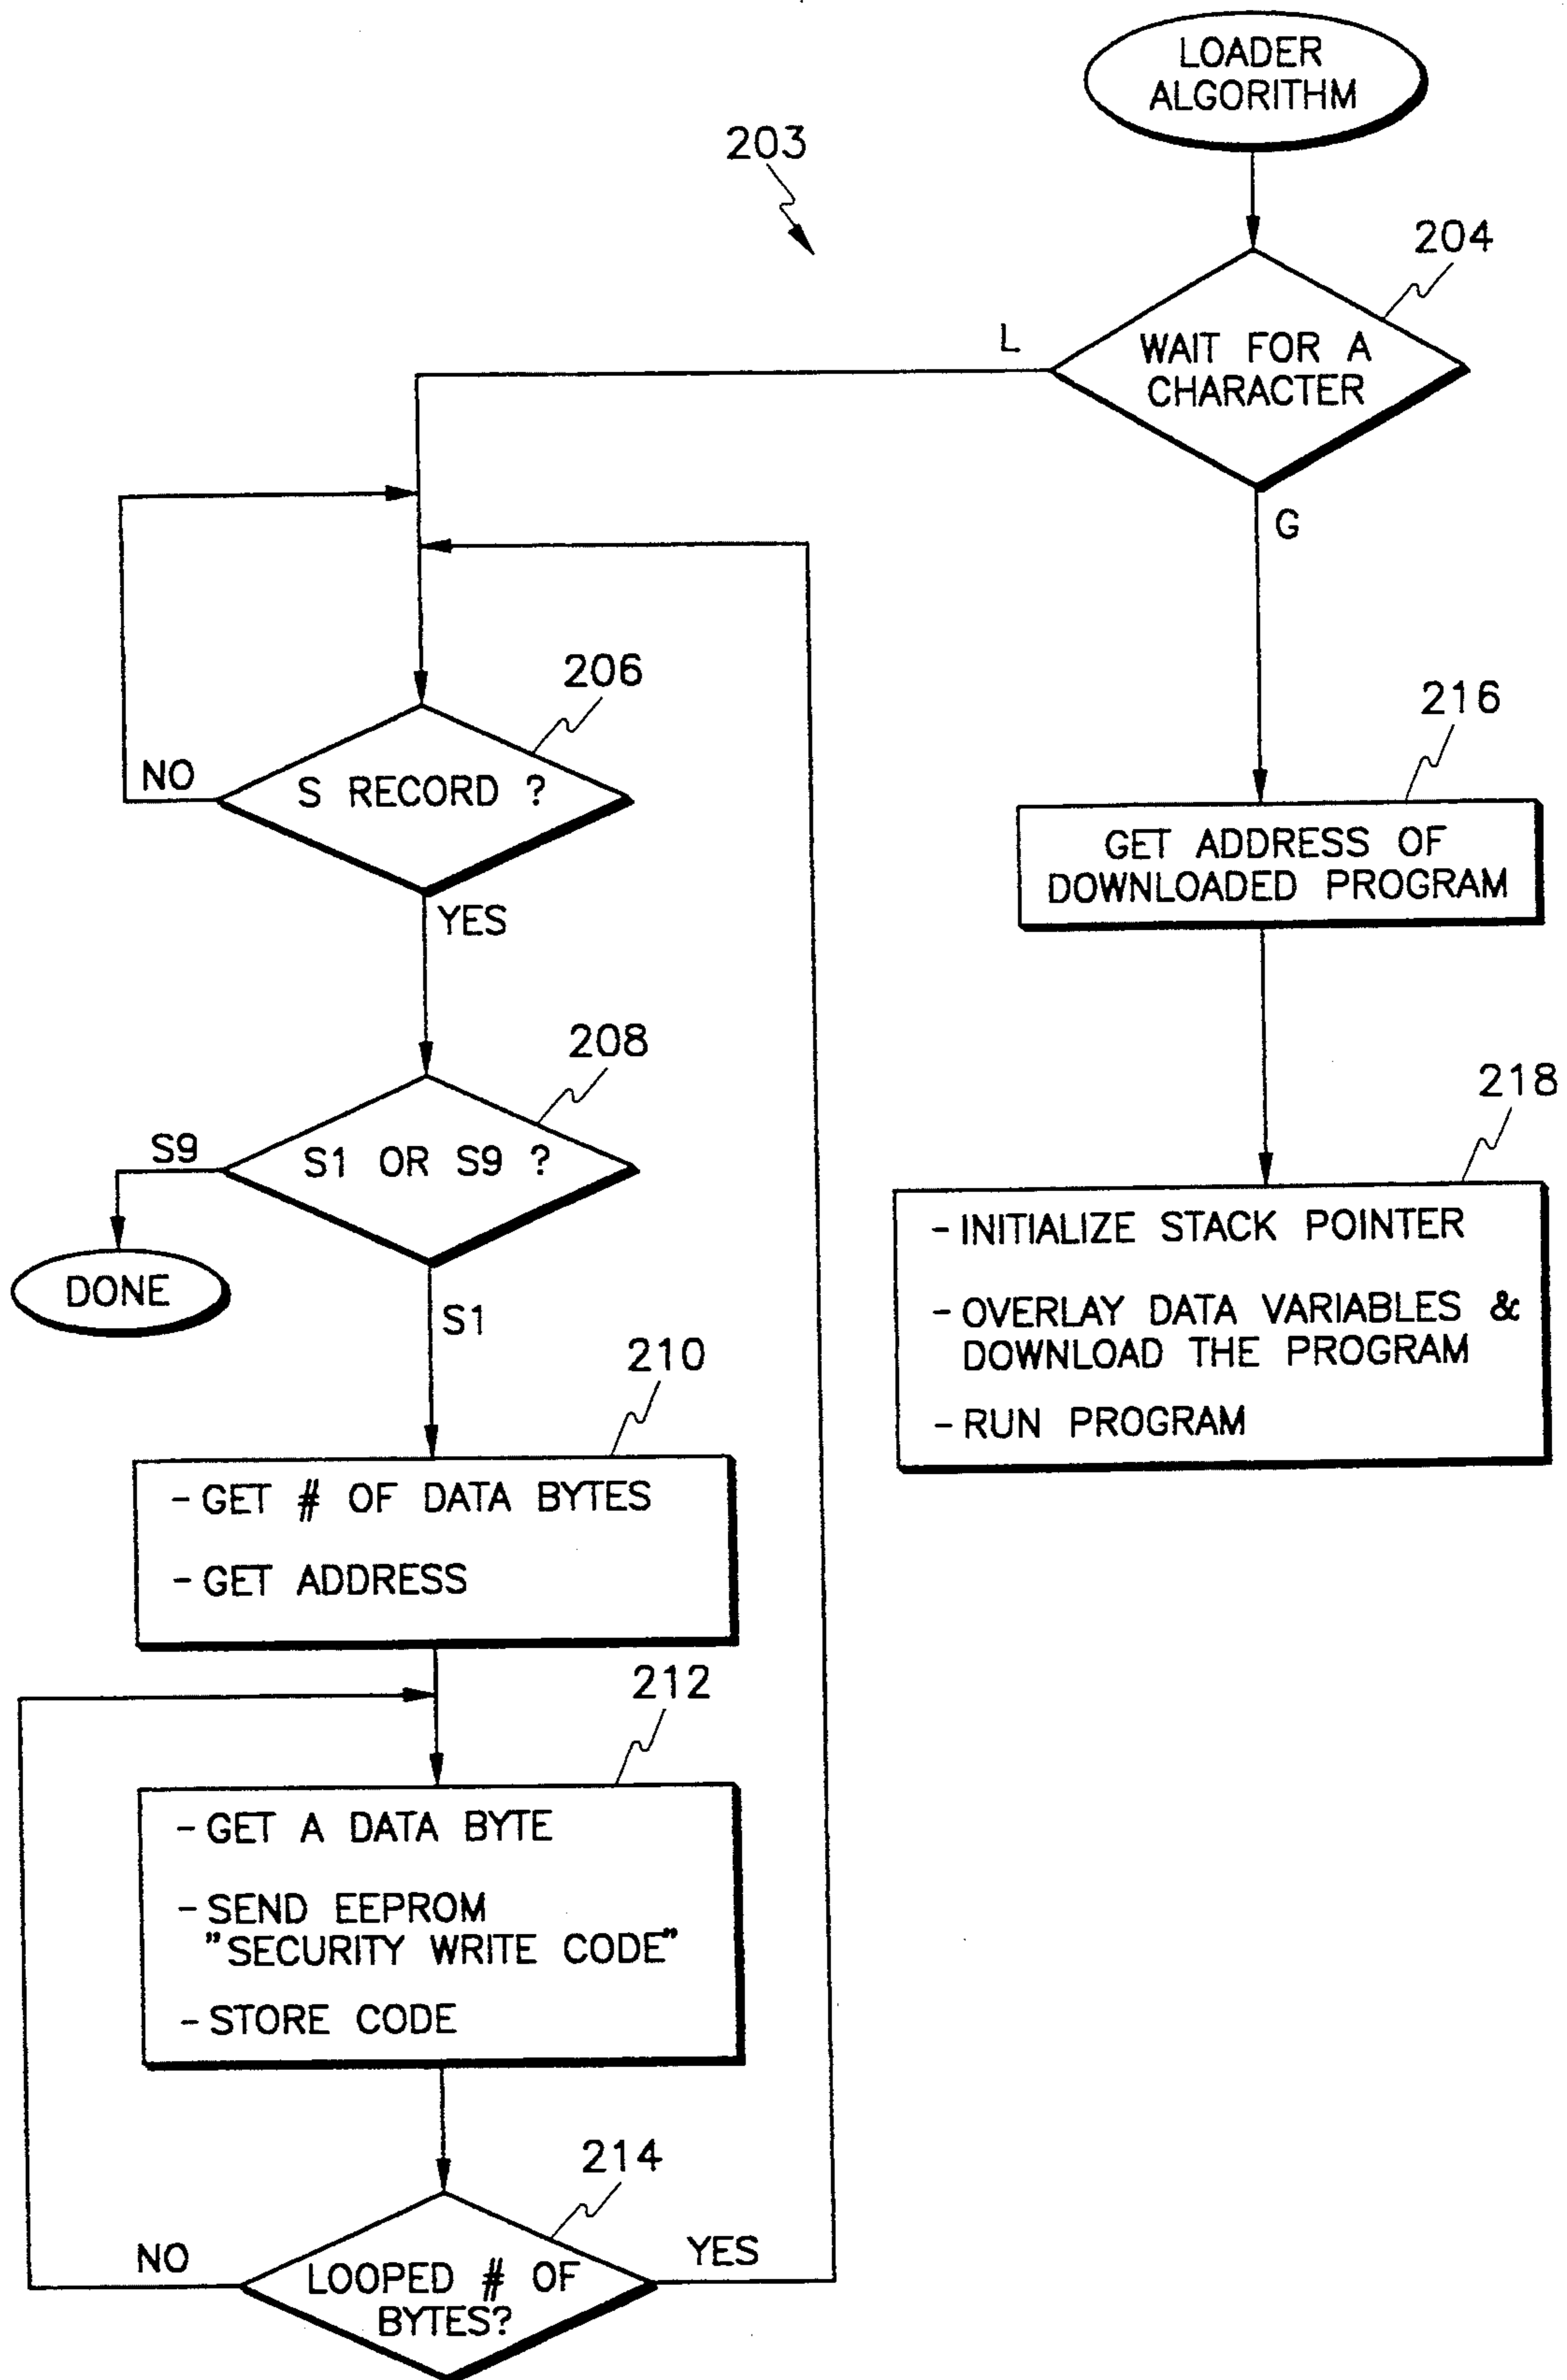 LOADER
ALGORITHM
203
204
L
WAIT FOR A
CHARACTER
G
206
NO
S RECORD ?
YES
216
GET ADDRESS OF
DOWNLOADED PROGRAM
208
S9
S1 OR S9 ?
DONE
S1
218
- INITIALIZE STACK POINTER
- OVERLAY DATA VARIABLES &
DOWNLOAD THE PROGRAM
- RUN PROGRAM
210
- GET # OF DATA BYTES
- GET ADDRESS
212
- GET A DATA BYTE
- SEND EEPROM
"SECURITY WRITE CODE"
- STORE CODE
214
NO
LOOPED # OF
BYTES?
YES